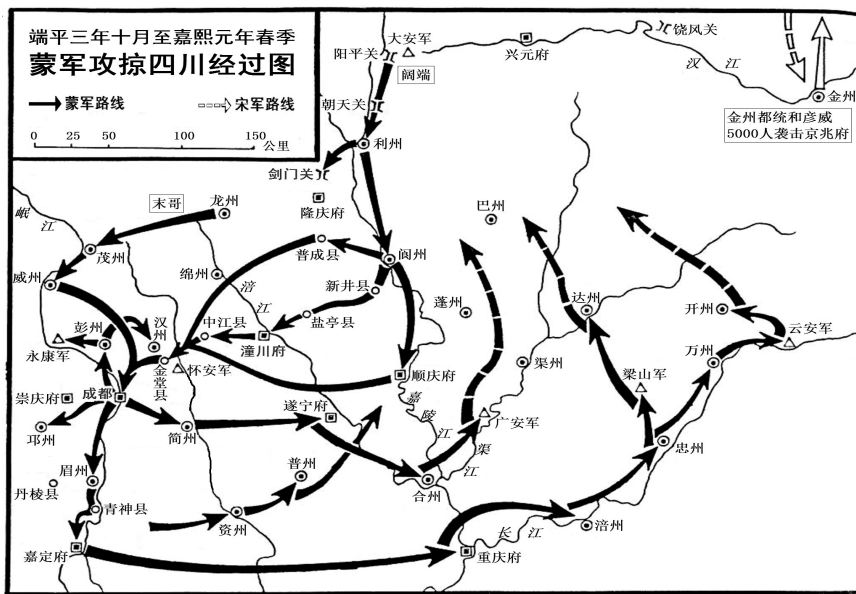 端平三年十月至嘉熙元年春季
蒙军攻掠四川经过图
蒙军路线
宋军路线
0 50 100 150 公里
大安军
阳平关
阔端
朝天关
利州
剑门关
隆庆府
兴元府
饶风关
汉江
金州
金州都统和彦威
5000人袭击京兆府
末哥
龙州
岷江
茂州
威州
绵州
涪江
普成县
阆州
新井县
盐亭县
中江县
潼川府
巴州
蓬州
达州
开州
云安军
万州
梁山军
渠州
彭州
汉州
永康军
金堂县
怀安军
崇庆府
成都
邛州
简州
遂宁府
顺庆府
嘉陵江
广安军
渠江
忠州
眉州
丹棱县
青神县
普州
资州
合州
嘉定府
重庆府
长江
涪州